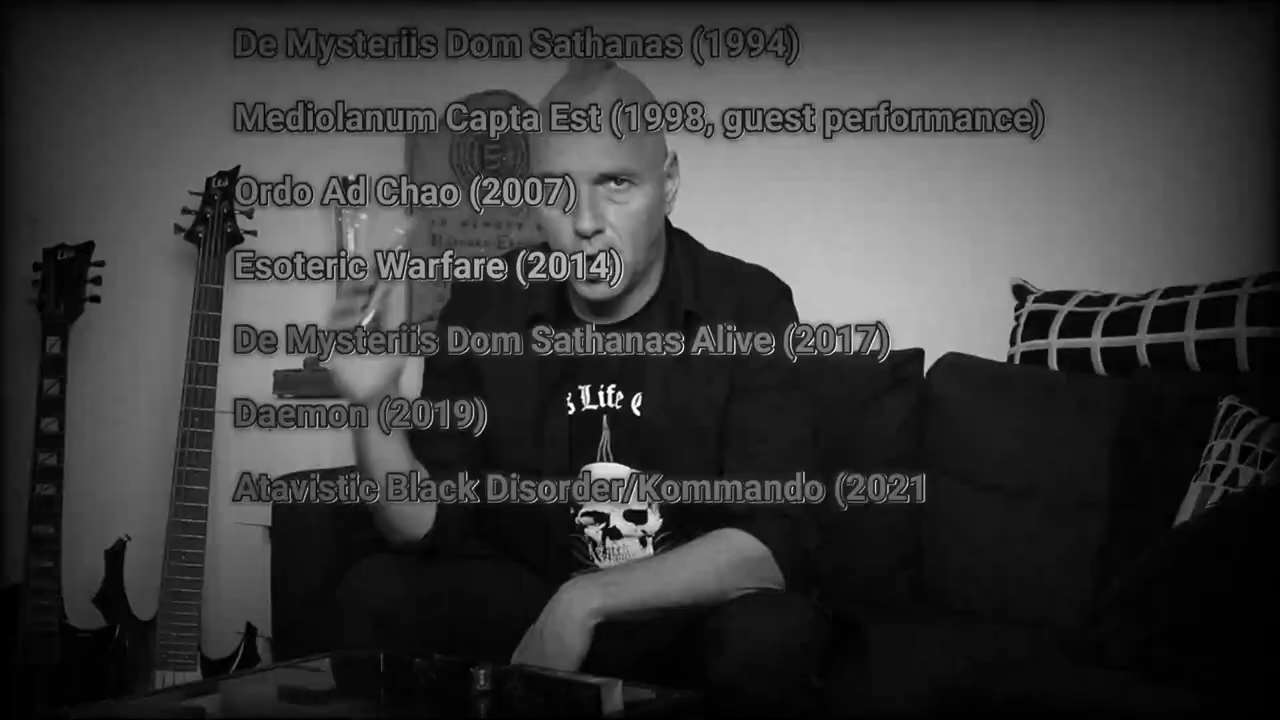 De Mysteriis Dom Sathanas (1994)
Mediolanum Capta Est (1998, guest performance)
Ordo Ad Chao (2007)
Esoteric Warfare (2014)
De Mysteriis Dom Sathanas Alive (2017)
Daemon (2019)
Atavistic Black Disorder/Kommando (2021
Life